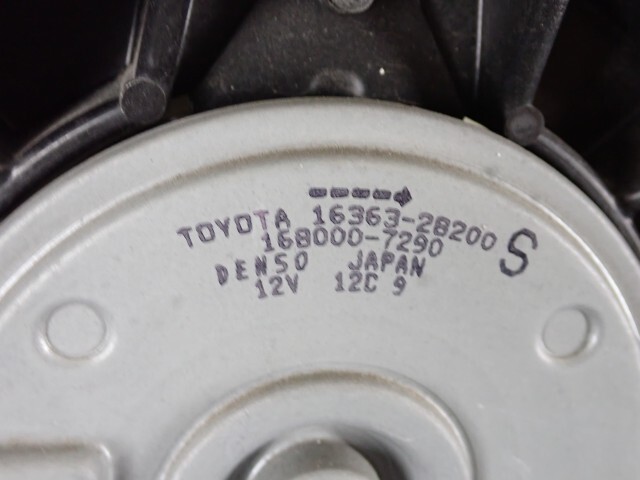 TOYOTA 16363-28200 S
168000-7290
DENSO JAPAN
12V 12C 9